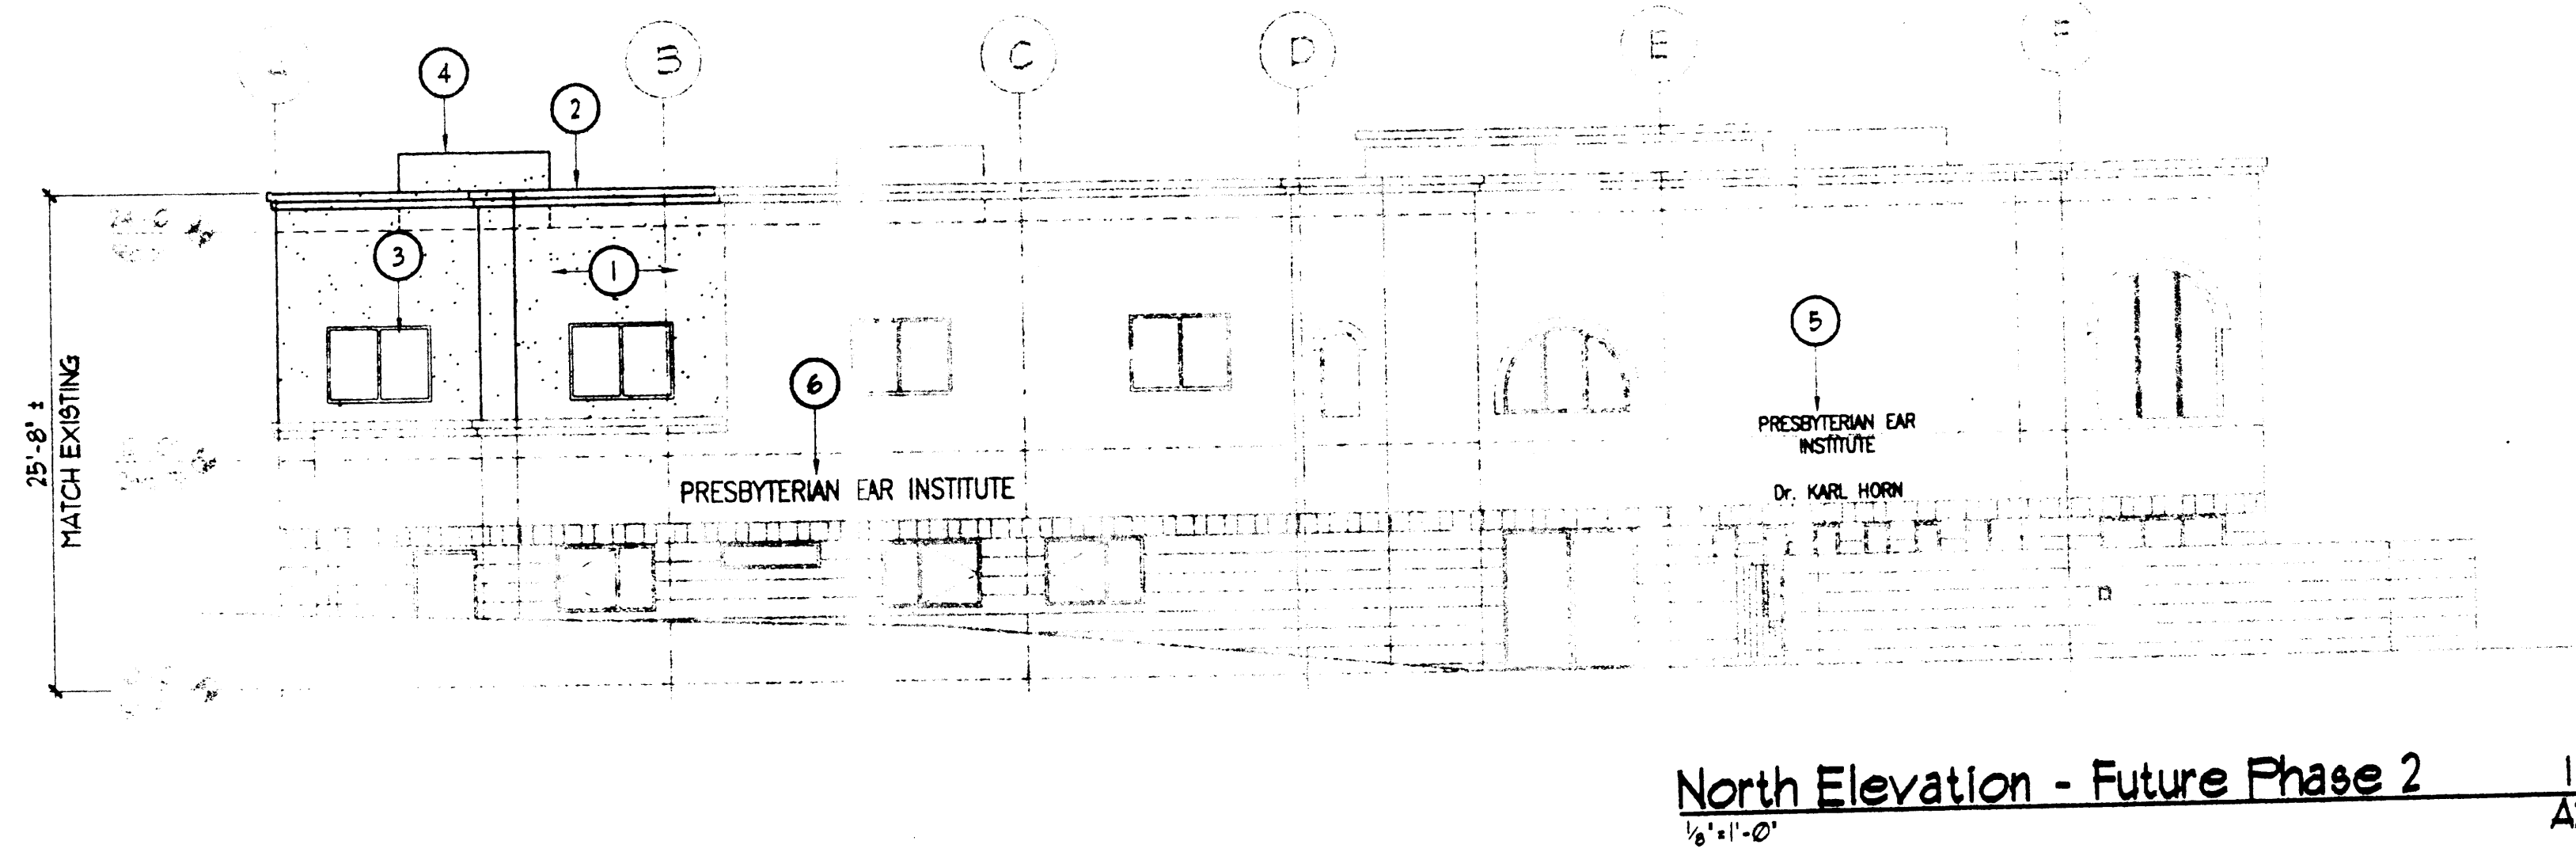 B
C
D
E
F
4
2
3
1
5
6
25'-8" ±
MATCH EXISTING
PRESBYTERIAN EAR
INSTITUTE
Dr. KARL HORN
PRESBYTERIAN EAR INSTITUTE
North Elevation - Future Phase 2
1/8"=1'-0"
1